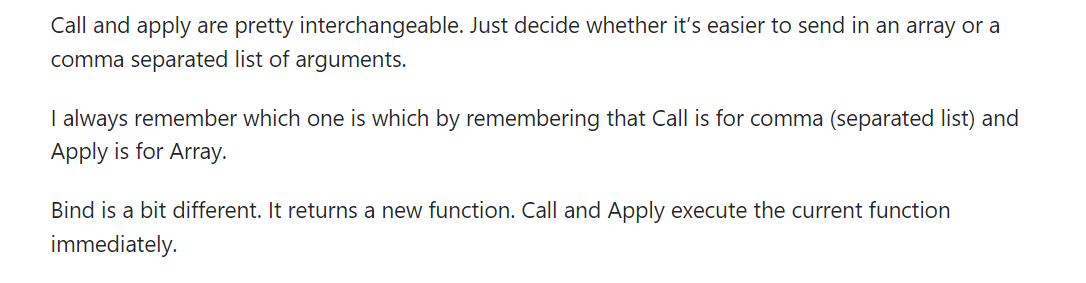 Call and apply are pretty interchangeable. Just decide whether it’s easier to send in an array or a
comma separated list of arguments.
I always remember which one is which by remembering that Call is for comma (separated list) and
Apply is for Array.
Bind is a bit different. It returns a new function. Call and Apply execute the current function
immediately.